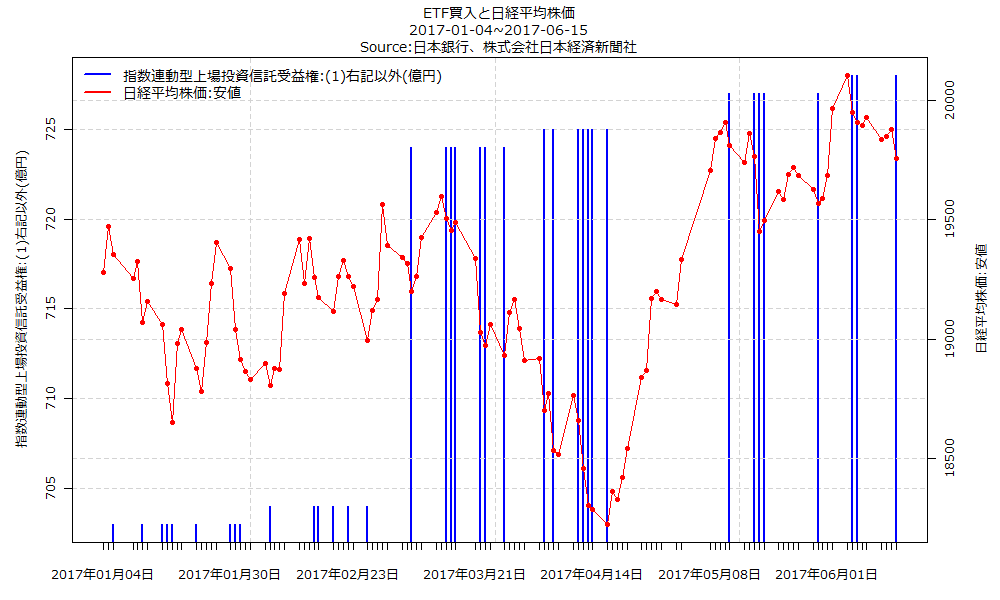 ETF買入と日経平均株価
2017-01-04~2017-06-15
Source:日本銀行、株式会社日本経済新聞社
指数連動型上場投資信託受益権:(1)右記以外(億円)
日経平均株価:安値
指数連動型上場投資信託受益権:(1)右記以外(億円)
725
720
715
710
705
20000
19500
19000
18500
日経平均株価:安値
2017年01月04日 2017年01月30日 2017年02月23日 2017年03月21日 2017年04月14日 2017年05月08日 2017年06月01日